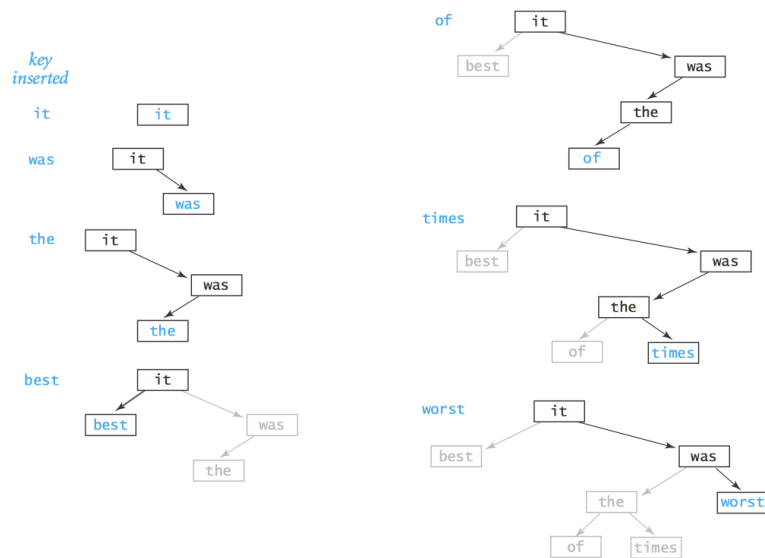 key
inserted
it
it
was
it
was
the
it
was
the
best
it
best
was
the
of
it
best
was
the
of
times
it
best
was
the
of
times
worst
it
best
was
the
worst
of
times